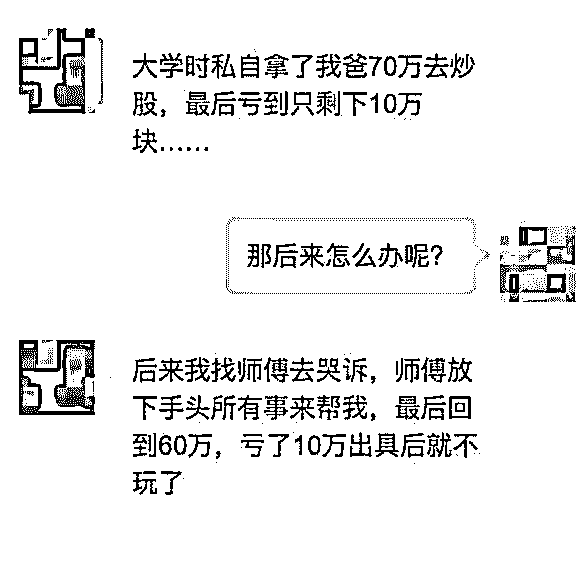 大学时私自拿了我爸70万去炒
股，最后亏到只剩下10万
块……
那后来怎么办呢？
后来我找师傅去哭诉，师傅放
下手头所有事来帮我，最后回
到60万，亏了10万出具后就不
玩了